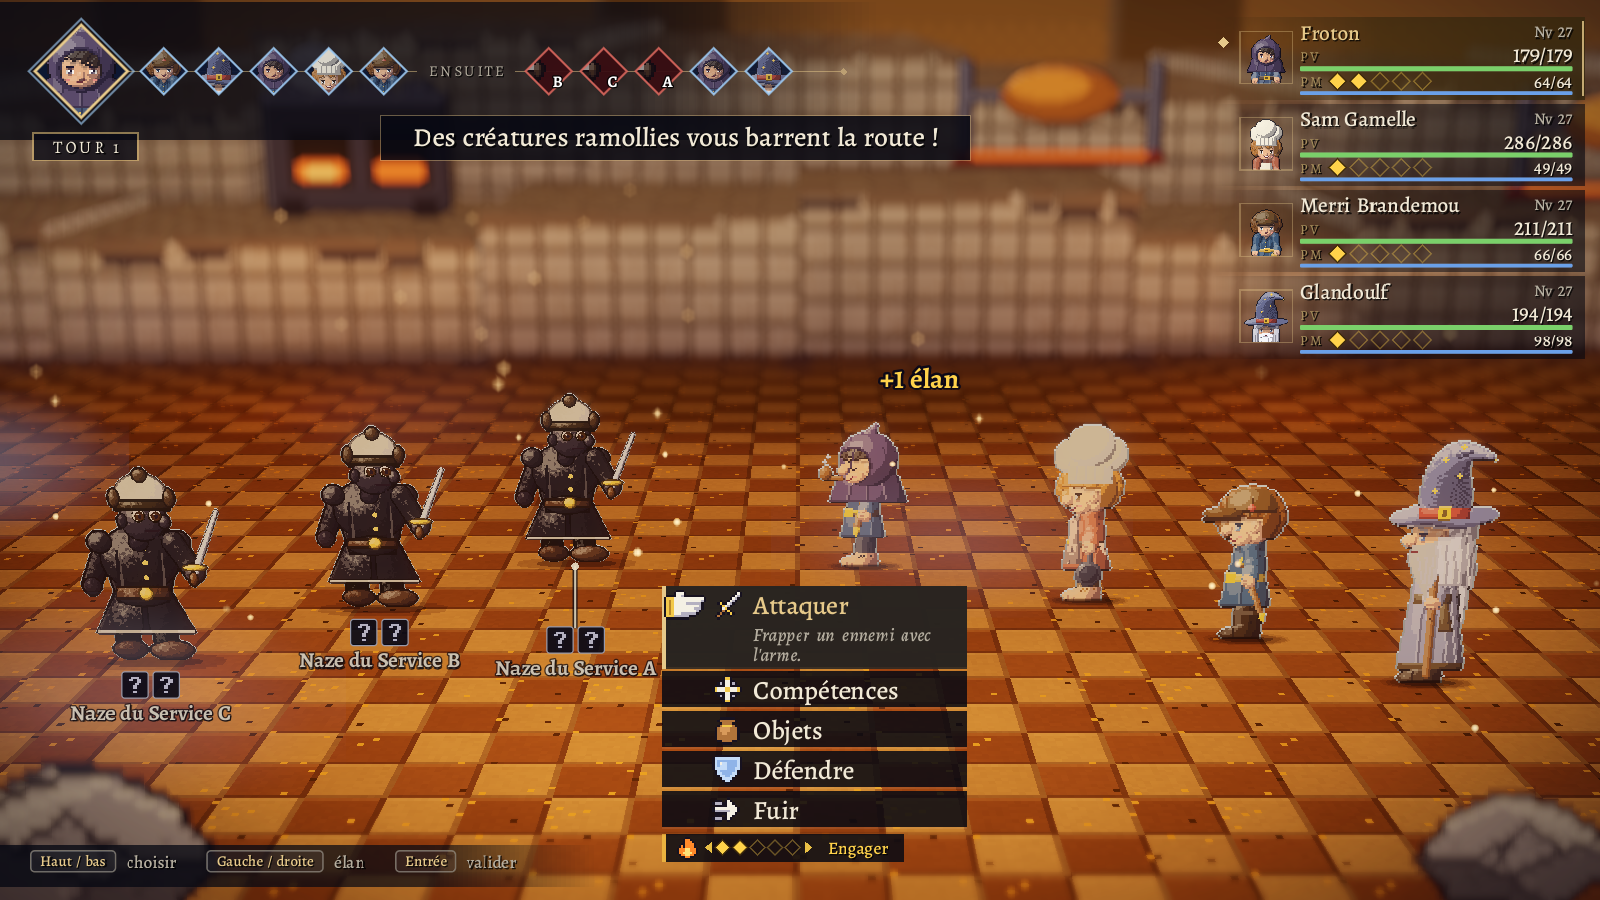 ENSUITE
B
C
A
TOUR 1
Des créatures ramollies vous barrent la route !
Froton
Nv 27
PV
179/179
PM
64/64
Sam Gamelle
Nv 27
PV
286/286
PM
49/49
Merri Brandemou
Nv 27
PV
211/211
PM
66/66
Glandoulf
Nv 27
PV
194/194
PM
98/98
+1 élan
? ?
Naze du Service A
? ?
Naze du Service B
? ?
Naze du Service C
Attaquer
Frapper un ennemi avec
l'arme.
Compétences
Objets
Défendre
Fuir
Engager
Haut / bas choisir Gauche / droite élan Entrée valider